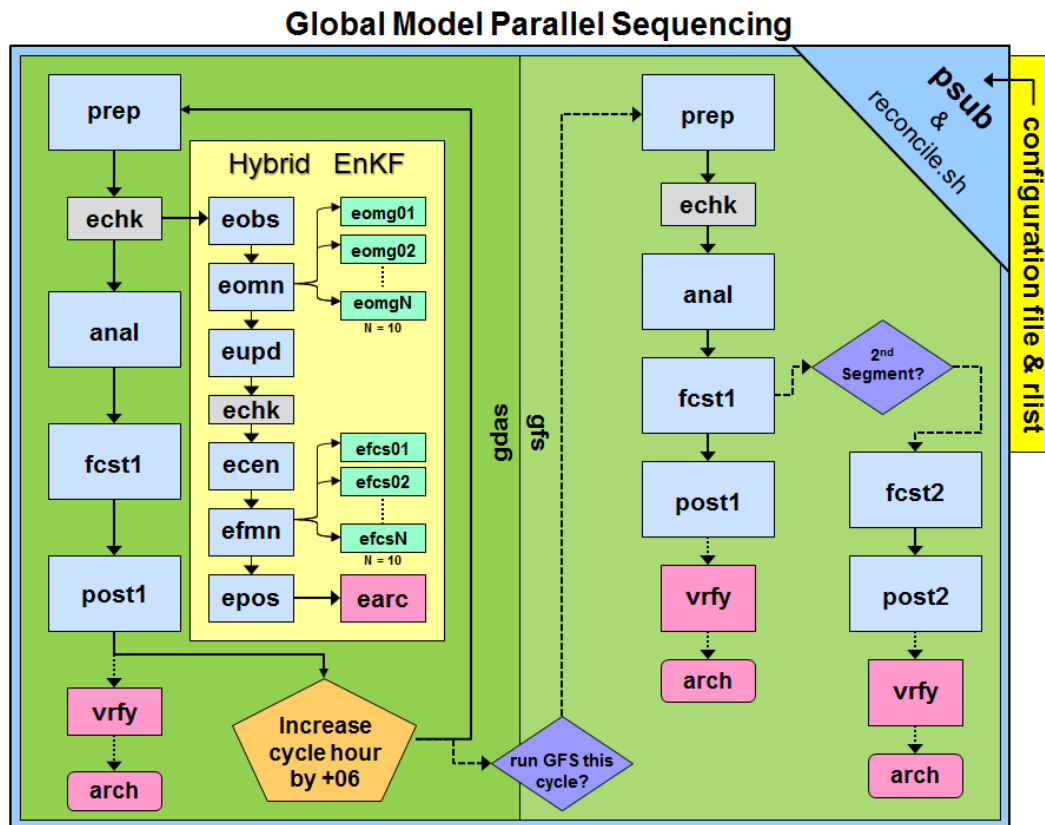 Global Model Parallel Sequencing
prep
echk
anal
fcst1
post1
vrfy
arch
Hybrid EnKF
eobs
eomn
eupd
echk
ecen
efmn
epos
eomg01
eomg02
eomgN
N = 10
efcs01
efcs02
efcsN
N = 10
earc
Increase
cycle hour
by +06
gdas
gfs
run GFS this
cycle?
prep
echk
anal
fcst1
post1
vrfy
arch
2nd
Segment?
fcst2
post2
vrfy
arch
psub
&
reconcile.sh
configuration file & rlist